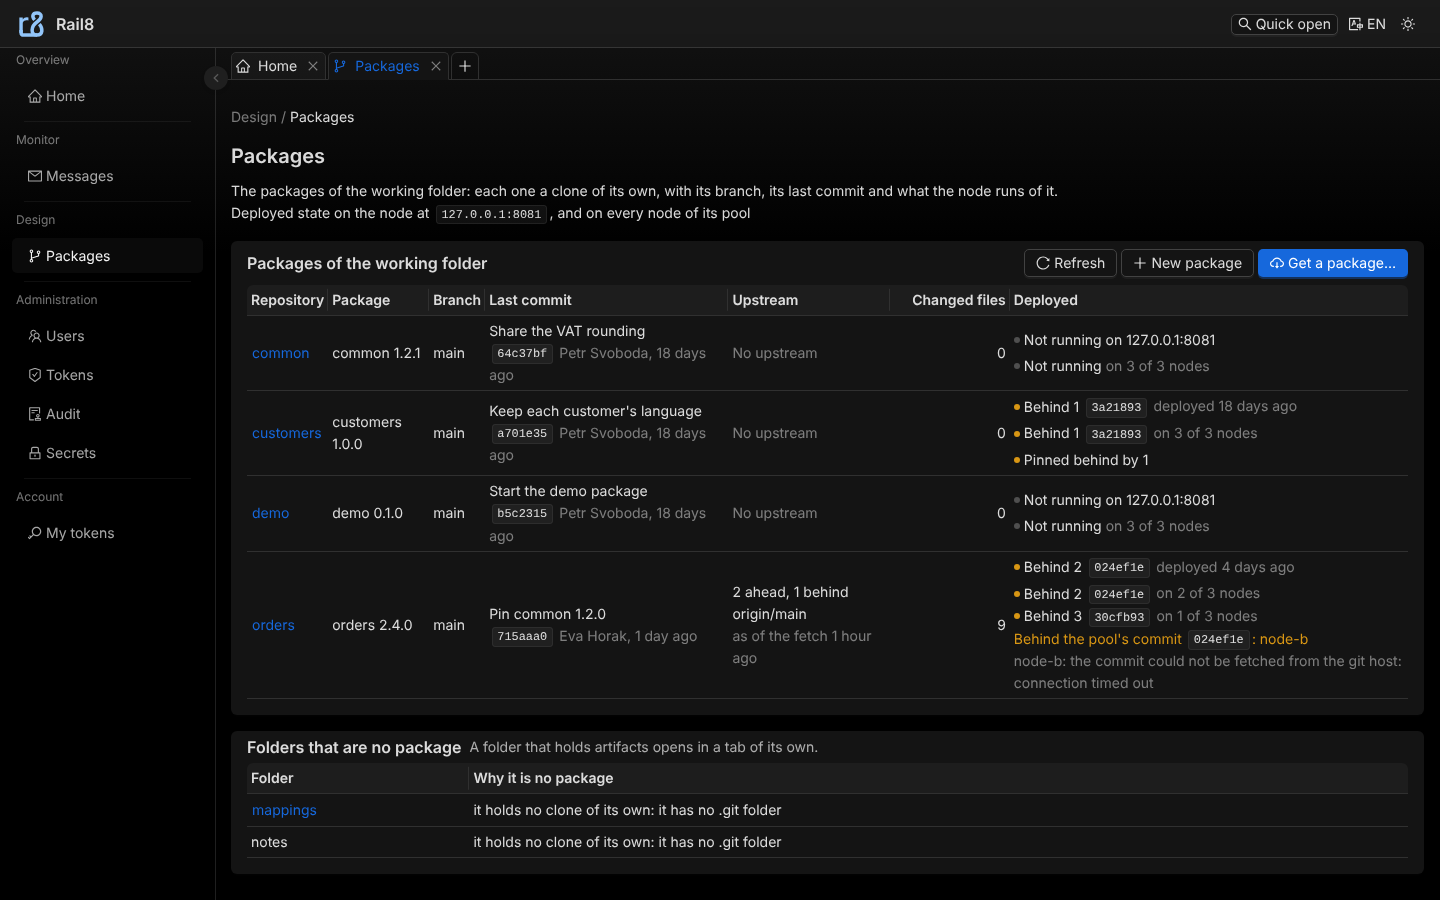 r8 Rail8
Quick open
EN
Overview
Home
Monitor
Messages
Design
Packages
Administration
Users
Tokens
Audit
Secrets
Account
My tokens
Home
Packages
Design / Packages
Packages
The packages of the working folder: each one a clone of its own, with its branch, its last commit and what the node runs of it.
Deployed state on the node at 127.0.0.1:8081, and on every node of its pool
Packages of the working folder
Refresh
New package
Get a package...
Repository Package Branch Last commit Upstream Changed files Deployed
common
common 1.2.1
main
Share the VAT rounding
64c37bf Petr Svoboda, 18 days
ago
No upstream
0
Not running on 127.0.0.1:8081
Not running on 3 of 3 nodes
customers
customers
1.0.0
main
Keep each customer's language
a701e35 Petr Svoboda, 18 days
ago
No upstream
0
Behind 1 3a21893 deployed 18 days ago
Behind 1 3a21893 on 3 of 3 nodes
Pinned behind by 1
demo
demo 0.1.0
main
Start the demo package
b5c2315 Petr Svoboda, 18 days
ago
No upstream
0
Not running on 127.0.0.1:8081
Not running on 3 of 3 nodes
orders
orders 2.4.0
main
Pin common 1.2.0
715aaa0 Eva Horak, 1 day ago
2 ahead, 1 behind
origin/main
as of the fetch 1 hour
ago
9
Behind 2 024ef1e deployed 4 days ago
Behind 2 024ef1e on 2 of 3 nodes
Behind 3 30cfb93 on 1 of 3 nodes
Behind the pool's commit 024ef1e: node-b
node-b: the commit could not be fetched from the git host:
connection timed out
Folders that are no package A folder that holds artifacts opens in a tab of its own.
Folder Why it is no package
mappings it holds no clone of its own: it has no .git folder
notes it holds no clone of its own: it has no .git folder